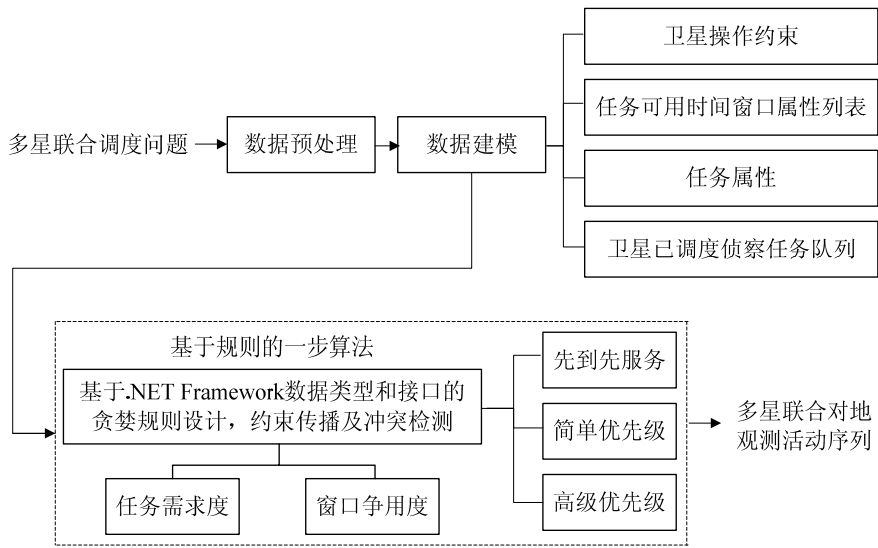 多星联合调度问题
数据预处理
数据建模
卫星操作约束
任务可用时间窗口属性列表
任务属性
卫星已调度侦察任务队列
基于规则的一步算法
基于.NET Framework数据类型和接口的
贪婪规则设计，约束传播及冲突检测
任务需求度
窗口争用度
先到先服务
简单优先级
高级优先级
多星联合对地
观测活动序列